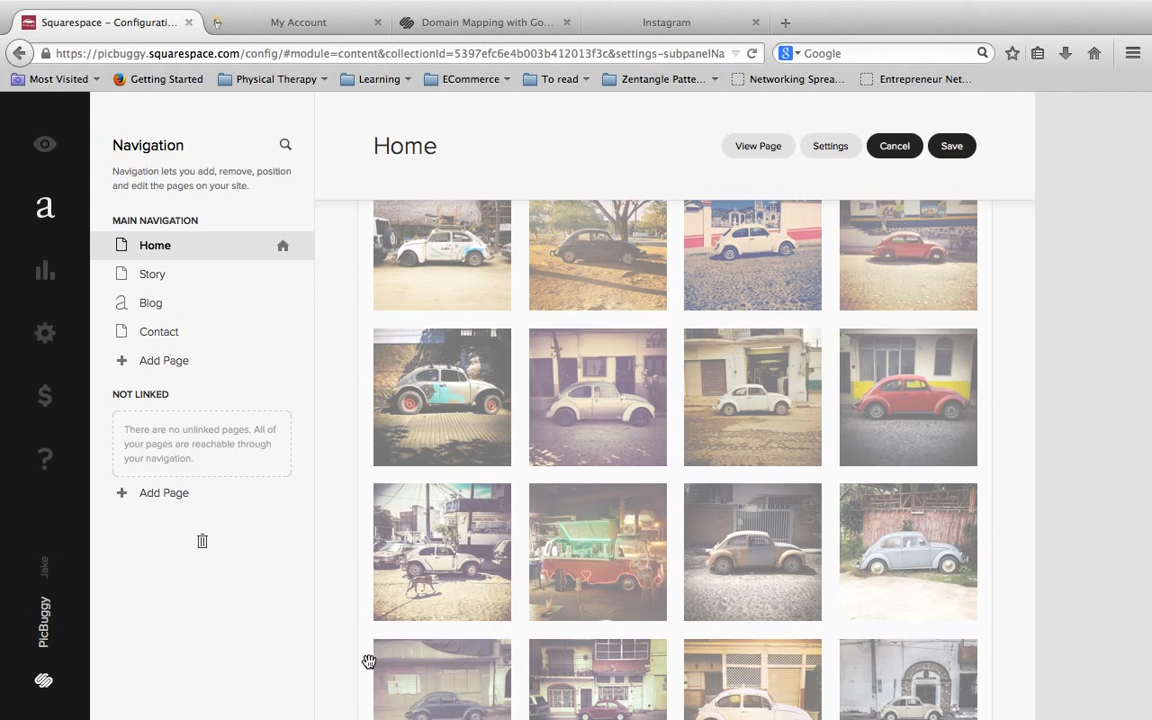 Squarespace – Configurati...
My Account
Domain Mapping with Go...
Instagram
https://picbuggy.squarespace.com/config/#module=content&collectionId=5397efc6e4b003b412013f3c&settings-subpanelNa
Google
Most Visited
Getting Started
Physical Therapy
Learning
ECommerce
To read
Zentangle Patte...
Networking Sprea...
Entrepreneur Net...
Navigation
Navigation lets you add, remove, position
and edit the pages on your site.
MAIN NAVIGATION
Home
Story
Blog
Contact
Add Page
NOT LINKED
There are no unlinked pages. All of
your pages are reachable through
your navigation.
Add Page
Home
View Page
Settings
Cancel
Save
Jake
PicBuggy